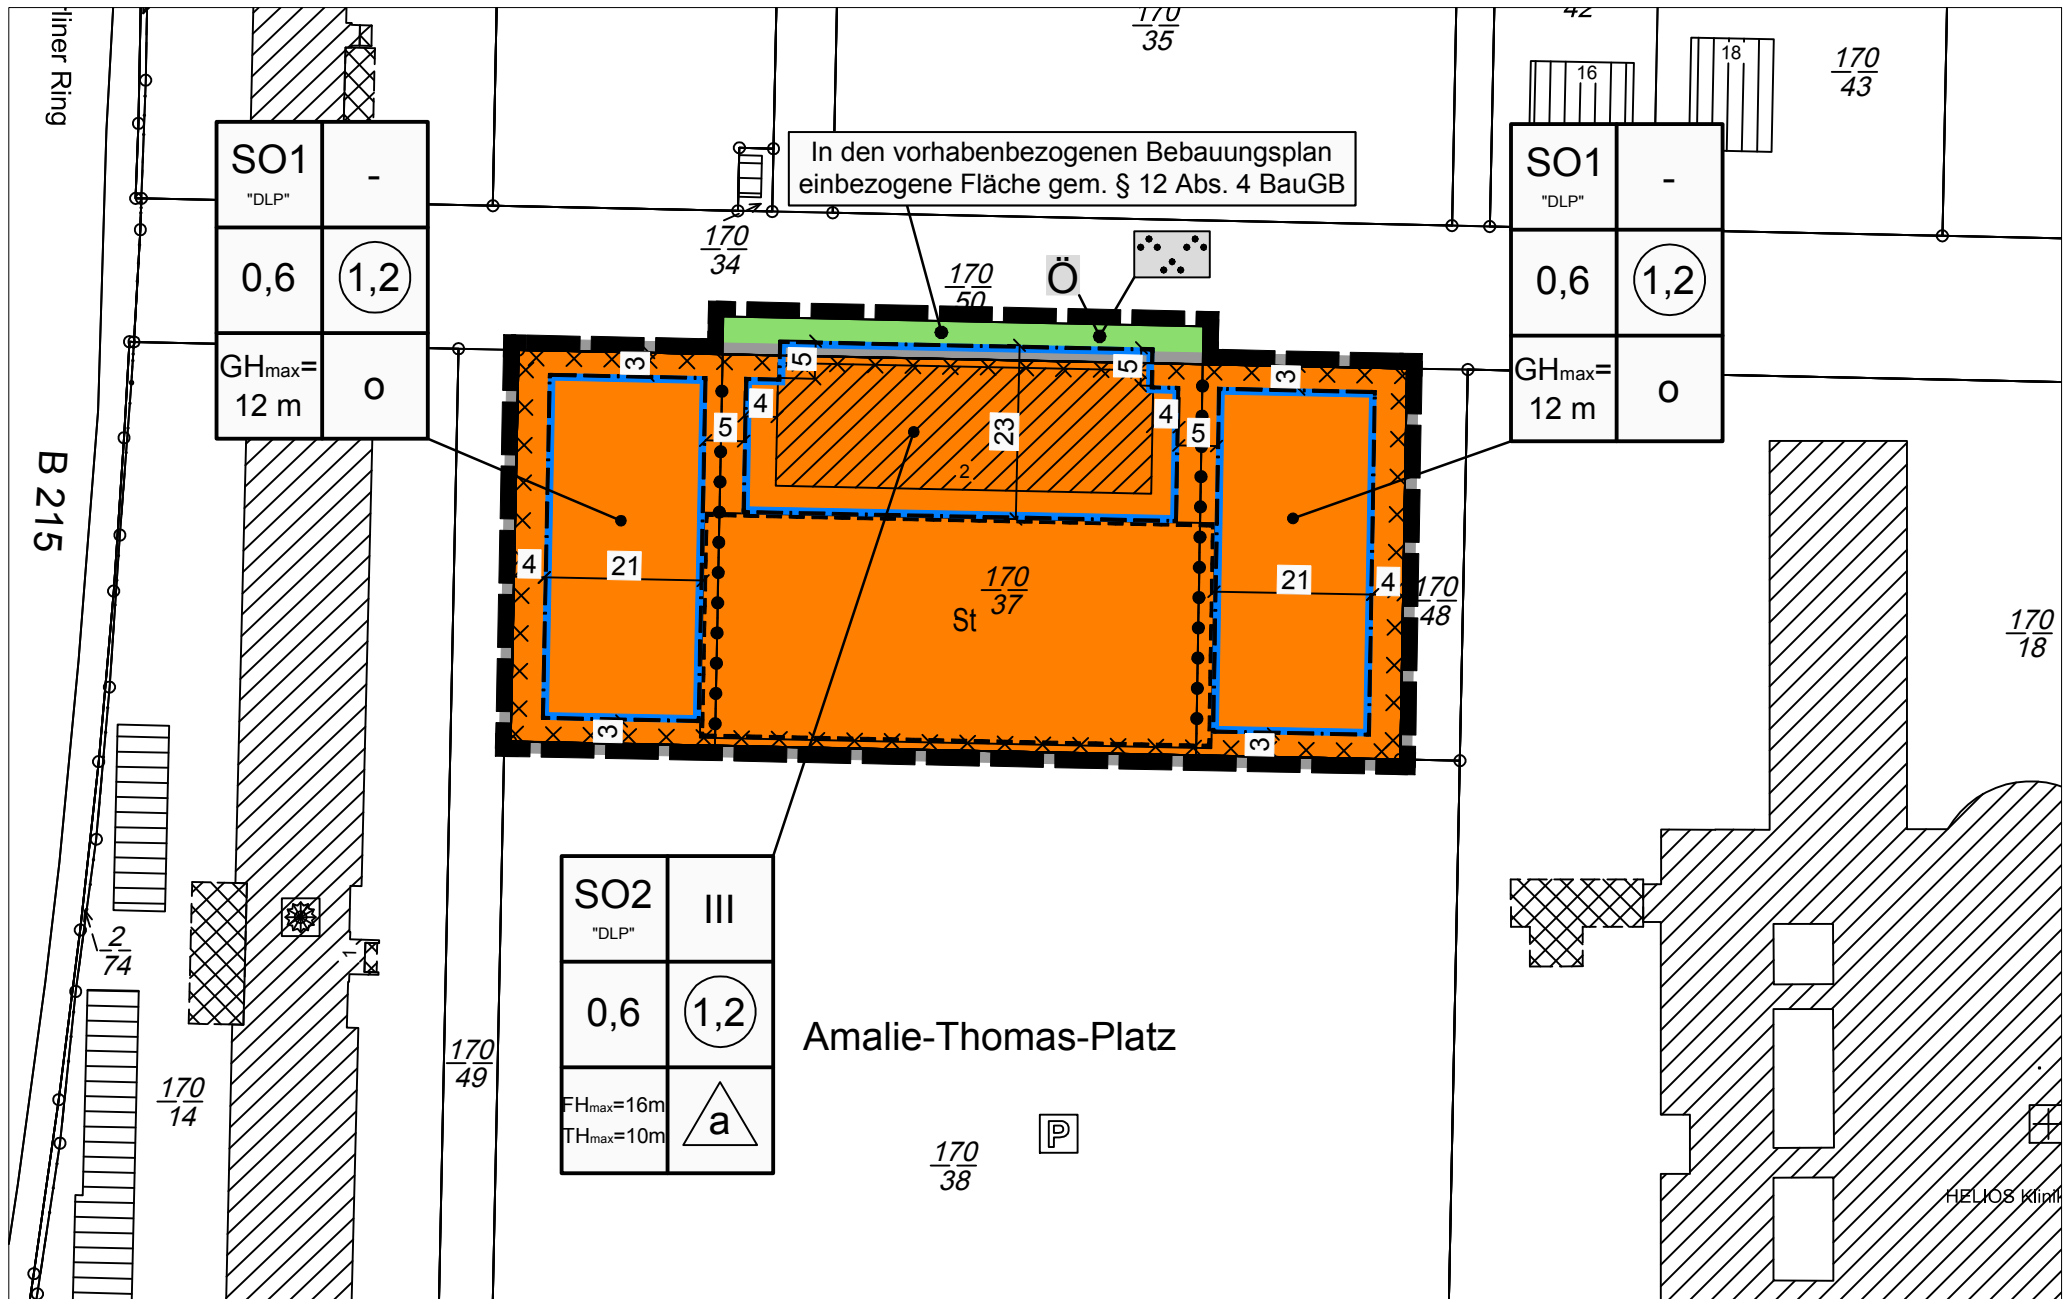 liner Ring
170
35
42
16
18
170
43
In den vorhabenbezogenen Bebauungsplan
einbezogene Fläche gem. § 12 Abs. 4 BauGB
SO1
-
"DLP"
0,6
1,2
GHmax=
12 m
o
SO1
-
"DLP"
0,6
1,2
GHmax=
12 m
o
170
34
170
50
Ö
B 215
3
5
5
3
4
4
5
23
5
2
4
21
170
37
St
21
4
170
48
170
18
3
3
SO2
III
"DLP"
0,6
1,2
FHmax=16m
THmax=10m
a
2
74
1
170
14
170
49
Amalie-Thomas-Platz
P
170
38
HELIOS Klinik